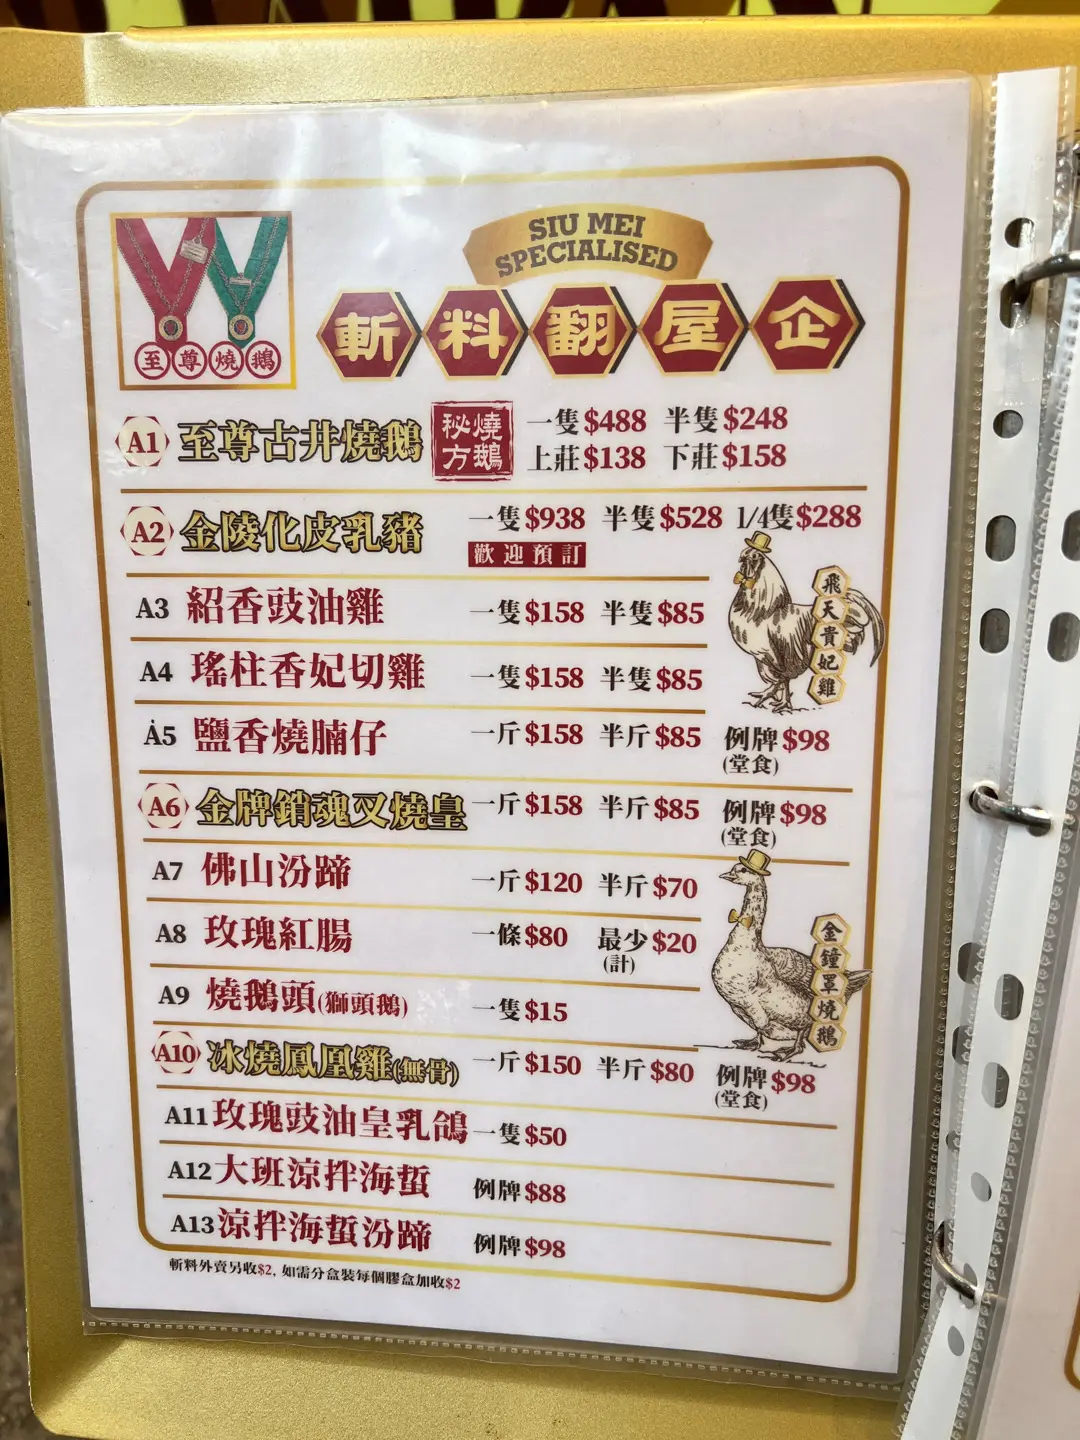 SIU MEI
SPECIALISED
至尊燒鵝
斬料翻屋企
A1 至尊古井燒鵝 秘方燒鵝 一隻$488 半隻$248
上莊$138 下莊$158
A2 金陵化皮乳豬 一隻$938 半隻$528 1/4隻$288
歡迎預訂
A3 紹香豉油雞 一隻$158 半隻$85
飛天貴妃雞
A4 瑤柱香妃切雞 一隻$158 半隻$85
A5 鹽香燒腩仔 一斤$158 半斤$85 例牌$98
(堂食)
A6 金牌銷魂叉燒皇 一斤$158 半斤$85 例牌$98
(堂食)
A7 佛山汾蹄 一斤$120 半斤$70
A8 玫瑰紅腸 一條$80 最少$20
(計)
金鐘罩燒鵝
A9 燒鵝頭(獅頭鵝) 一隻$15
A10 冰燒鳳凰雞(無骨) 一斤$150 半斤$80 例牌$98
(堂食)
A11 玫瑰豉油皇乳鴿 一隻$50
A12 大班涼拌海蜇 例牌$88
A13 涼拌海蜇汾蹄 例牌$98
斬料外賣另收$2, 如需分盒裝每個膠盒加收$2